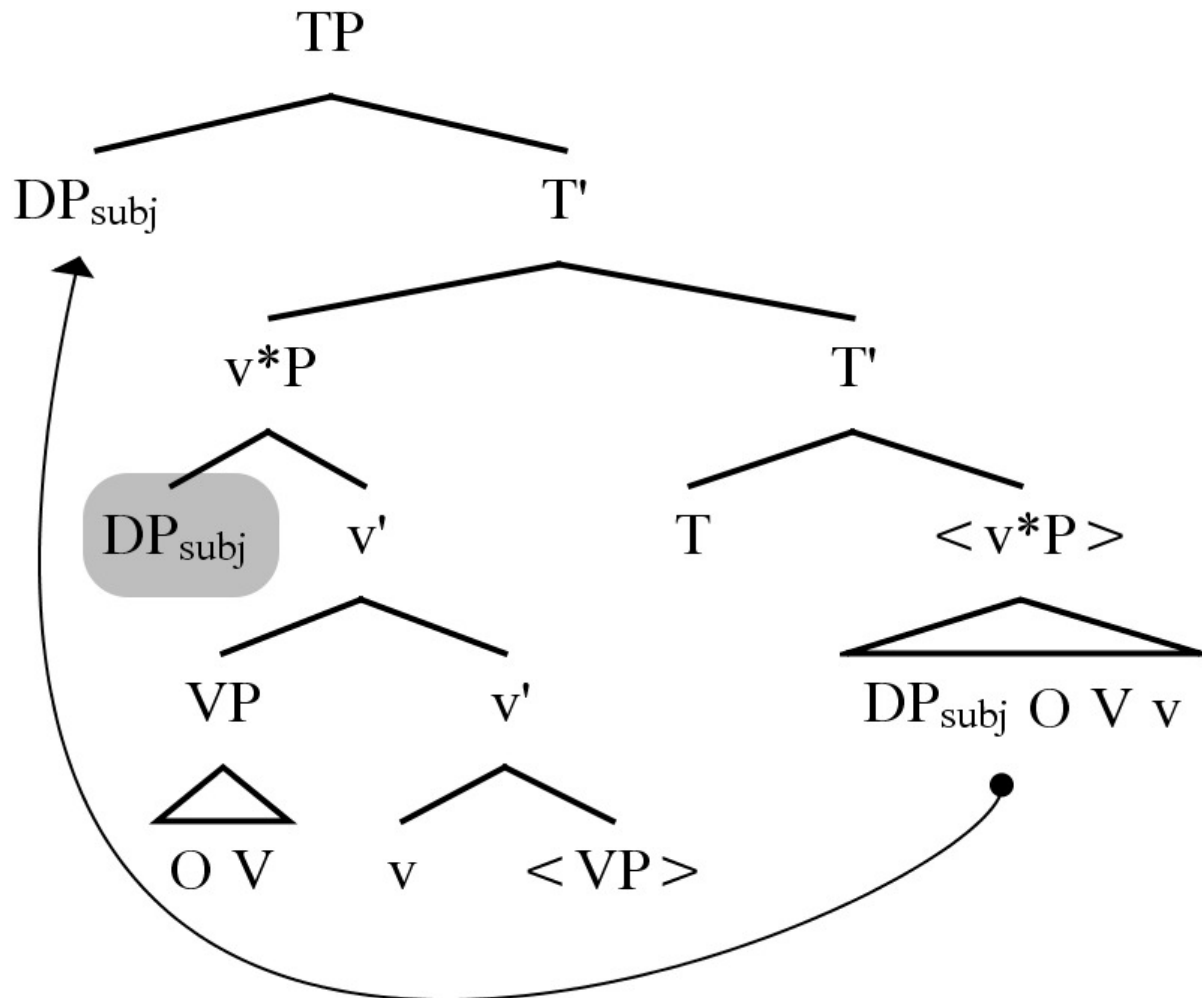 TP
DPsubj T'
v*P T'
DPsubj v' T <v*P>
VP v' DPsubj O V v
O V v <VP>